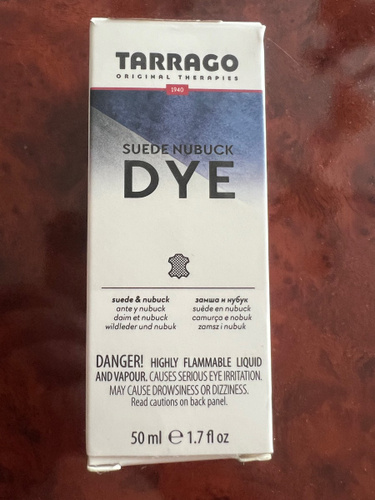 TARRAGO
ORIGINAL THERAPIES
1940
SUEDE NUBUCK
DYE
suede & nubuck
ante y nubuck
daim et nubuck
wildleder und nubuk
замша и нубук
suède en nubuck
camurça e nobuk
zamsz i nubuk
DANGER! HIGHLY FLAMMABLE LIQUID
AND VAPOUR. CAUSES SERIOUS EYE IRRITATION.
MAY CAUSE DROWSINESS OR DIZZINESS.
Read cautions on back panel.
50 ml ℮ 1.7 fl oz